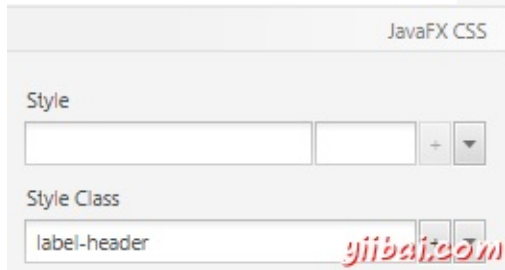 JavaFX CSS
Style
+
Style Class
label-header
+
yiibai.com